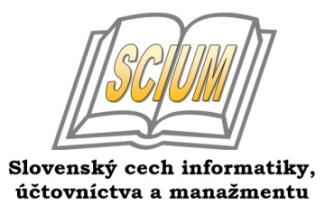 SCIUM
Slovenský cech informatiky,
účtovníctva a manažmentu